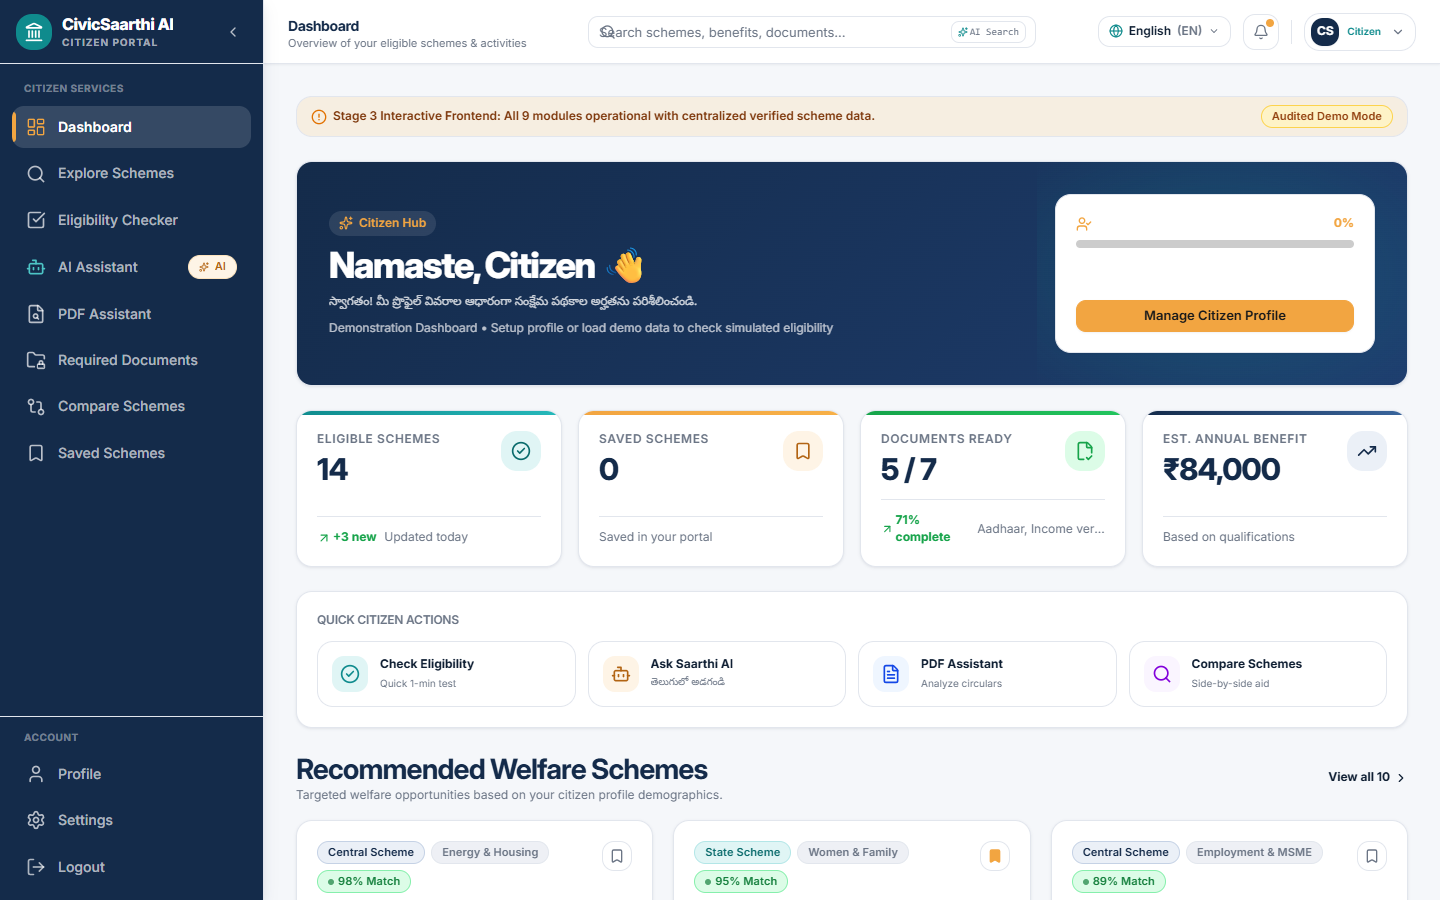 CivicSaarthi AI
CITIZEN PORTAL
Dashboard
Overview of your eligible schemes & activities
Search schemes, benefits, documents...
AI Search
English (EN)
CS
Citizen
CITIZEN SERVICES
Dashboard
Explore Schemes
Eligibility Checker
AI Assistant
AI
PDF Assistant
Required Documents
Compare Schemes
Saved Schemes
ACCOUNT
Profile
Settings
Logout
Stage 3 Interactive Frontend: All 9 modules operational with centralized verified scheme data.
Audited Demo Mode
Citizen Hub
Namaste, Citizen 👋
స్వాగతం! మీ ప్రొఫైల్ వివరాల ఆధారంగా సంక్షేమ పథకాల అర్హతను పరిశీలించండి.
Demonstration Dashboard • Setup profile or load demo data to check simulated eligibility
0%
Manage Citizen Profile
ELIGIBLE SCHEMES
14
+3 new Updated today
SAVED SCHEMES
0
Saved in your portal
DOCUMENTS READY
5 / 7
71% complete
Aadhaar, Income ver...
EST. ANNUAL BENEFIT
₹84,000
Based on qualifications
QUICK CITIZEN ACTIONS
Check Eligibility
Quick 1-min test
Ask Saarthi AI
తెలుగులో అడగండి
PDF Assistant
Analyze circulars
Compare Schemes
Side-by-side aid
Recommended Welfare Schemes
Targeted welfare opportunities based on your citizen profile demographics.
View all 10
Central Scheme
Energy & Housing
98% Match
State Scheme
Women & Family
95% Match
Central Scheme
Employment & MSME
89% Match